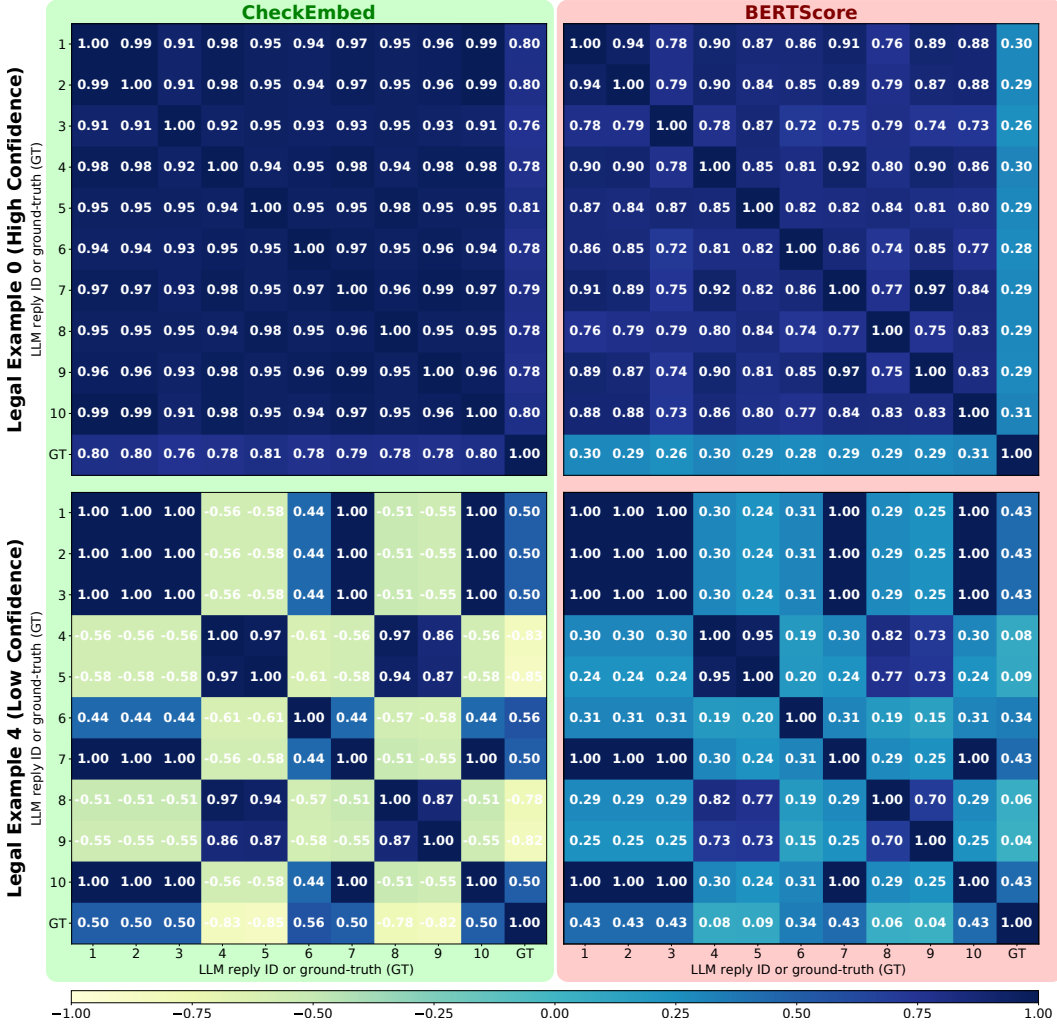 CheckEmbed BERTScore
Legal Example 0 (High Confidence)
LLM reply ID or ground-truth (GT)
1 1.00 0.99 0.91 0.98 0.95 0.94 0.97 0.95 0.96 0.99 0.80 1.00 0.94 0.78 0.90 0.87 0.86 0.91 0.76 0.89 0.88 0.30
2 0.99 1.00 0.91 0.98 0.95 0.94 0.97 0.95 0.96 0.99 0.80 0.94 1.00 0.79 0.90 0.84 0.85 0.89 0.79 0.87 0.88 0.29
3 0.91 0.91 1.00 0.92 0.95 0.93 0.93 0.95 0.93 0.91 0.76 0.78 0.79 1.00 0.78 0.87 0.72 0.75 0.79 0.74 0.73 0.26
4 0.98 0.98 0.92 1.00 0.94 0.95 0.98 0.94 0.98 0.98 0.78 0.90 0.90 0.78 1.00 0.85 0.81 0.92 0.80 0.90 0.86 0.30
5 0.95 0.95 0.95 0.94 1.00 0.95 0.95 0.98 0.95 0.95 0.81 0.87 0.84 0.87 0.85 1.00 0.82 0.82 0.84 0.81 0.80 0.29
6 0.94 0.94 0.93 0.95 0.95 1.00 0.97 0.95 0.96 0.94 0.78 0.86 0.85 0.72 0.81 0.82 1.00 0.86 0.74 0.85 0.77 0.28
7 0.97 0.97 0.93 0.98 0.95 0.97 1.00 0.96 0.99 0.97 0.79 0.91 0.89 0.75 0.92 0.82 0.86 1.00 0.77 0.97 0.84 0.29
8 0.95 0.95 0.95 0.94 0.98 0.95 0.96 1.00 0.95 0.95 0.78 0.76 0.79 0.79 0.80 0.84 0.74 0.77 1.00 0.75 0.83 0.29
9 0.96 0.96 0.93 0.98 0.95 0.96 0.99 0.95 1.00 0.96 0.78 0.89 0.87 0.74 0.90 0.81 0.85 0.97 0.75 1.00 0.83 0.29
10 0.99 0.99 0.91 0.98 0.95 0.94 0.97 0.95 0.96 1.00 0.80 0.88 0.88 0.73 0.86 0.80 0.77 0.84 0.83 0.83 1.00 0.31
GT 0.80 0.80 0.76 0.78 0.81 0.78 0.79 0.78 0.78 0.80 1.00 0.30 0.29 0.26 0.30 0.29 0.28 0.29 0.29 0.29 0.31 1.00
Legal Example 4 (Low Confidence)
LLM reply ID or ground-truth (GT)
1 1.00 1.00 1.00 -0.56 -0.58 0.44 1.00 -0.51 -0.55 1.00 0.50 1.00 1.00 1.00 0.30 0.24 0.31 1.00 0.29 0.25 1.00 0.43
2 1.00 1.00 1.00 -0.56 -0.58 0.44 1.00 -0.51 -0.55 1.00 0.50 1.00 1.00 1.00 0.30 0.24 0.31 1.00 0.29 0.25 1.00 0.43
3 1.00 1.00 1.00 -0.56 -0.58 0.44 1.00 -0.51 -0.55 1.00 0.50 1.00 1.00 1.00 0.30 0.24 0.31 1.00 0.29 0.25 1.00 0.43
4 -0.56 -0.56 -0.56 1.00 0.97 -0.61 -0.56 0.97 0.86 -0.56 -0.83 0.30 0.30 0.30 1.00 0.95 0.19 0.30 0.82 0.73 0.30 0.08
5 -0.58 -0.58 -0.58 0.97 1.00 -0.61 -0.58 0.94 0.87 -0.58 -0.85 0.24 0.24 0.24 0.95 1.00 0.20 0.24 0.77 0.73 0.24 0.09
6 0.44 0.44 0.44 -0.61 -0.61 1.00 0.44 -0.57 -0.58 0.44 0.56 0.31 0.31 0.31 0.19 0.20 1.00 0.31 0.19 0.15 0.31 0.34
7 1.00 1.00 1.00 -0.56 -0.58 0.44 1.00 -0.51 -0.55 1.00 0.50 1.00 1.00 1.00 0.30 0.24 0.31 1.00 0.29 0.25 1.00 0.43
8 -0.51 -0.51 -0.51 0.97 0.94 -0.57 -0.51 1.00 0.87 -0.51 -0.78 0.29 0.29 0.29 0.82 0.77 0.19 0.29 1.00 0.70 0.29 0.06
9 -0.55 -0.55 -0.55 0.86 0.87 -0.58 -0.55 0.87 1.00 -0.55 -0.82 0.25 0.25 0.25 0.73 0.73 0.15 0.25 0.70 1.00 0.25 0.04
10 1.00 1.00 1.00 -0.56 -0.58 0.44 1.00 -0.51 -0.55 1.00 0.50 1.00 1.00 1.00 0.30 0.24 0.31 1.00 0.29 0.25 1.00 0.43
GT 0.50 0.50 0.50 -0.83 -0.85 0.56 0.50 -0.78 -0.82 0.50 1.00 0.43 0.43 0.43 0.08 0.09 0.34 0.43 0.06 0.04 0.43 1.00
1 2 3 4 5 6 7 8 9 10 GT 1 2 3 4 5 6 7 8 9 10 GT
LLM reply ID or ground-truth (GT) LLM reply ID or ground-truth (GT)
−1.00 −0.75 −0.50 −0.25 0.00 0.25 0.50 0.75 1.00